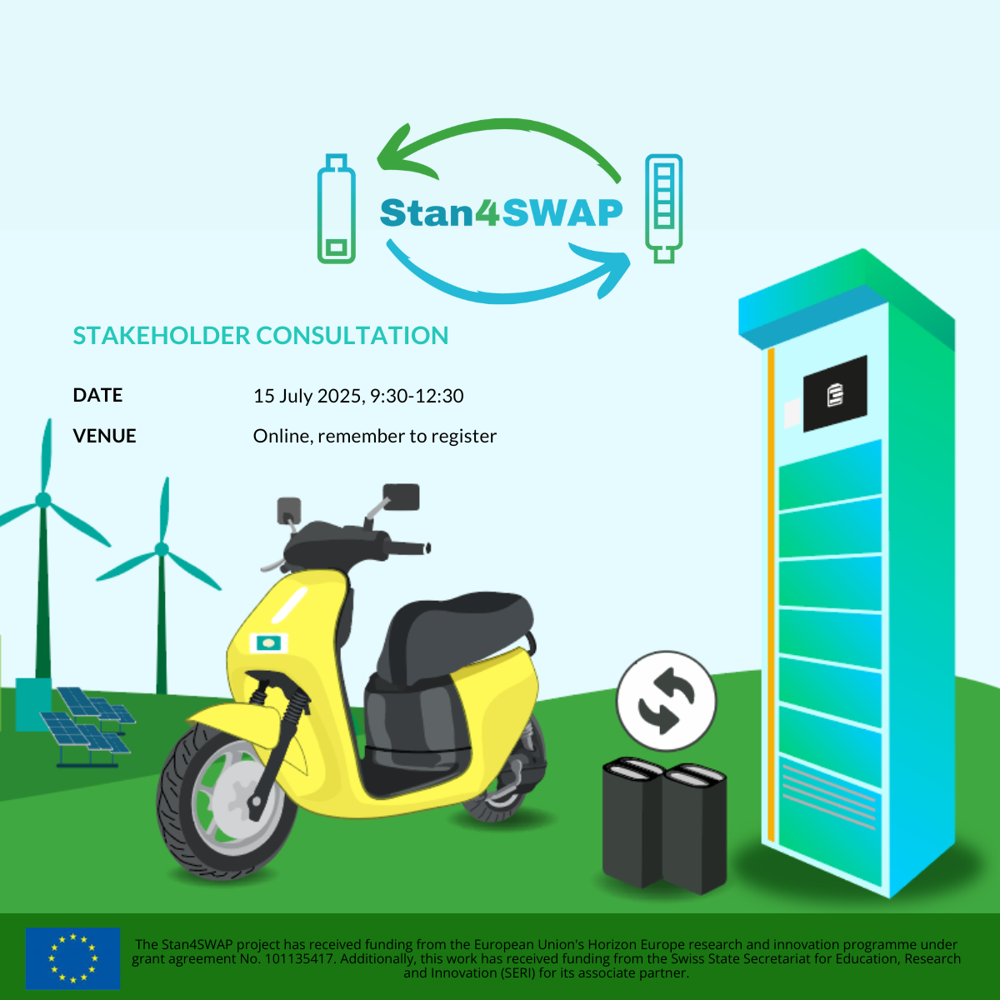 Stan4SWAP
STAKEHOLDER CONSULTATION
DATE 15 July 2025, 9:30-12:30
VENUE Online, remember to register
The Stan4SWAP project has received funding from the European Union's Horizon Europe research and innovation programme under
grant agreement No. 101135417. Additionally, this work has received funding from the Swiss State Secretariat for Education, Research
and Innovation (SERI) for its associate partner.